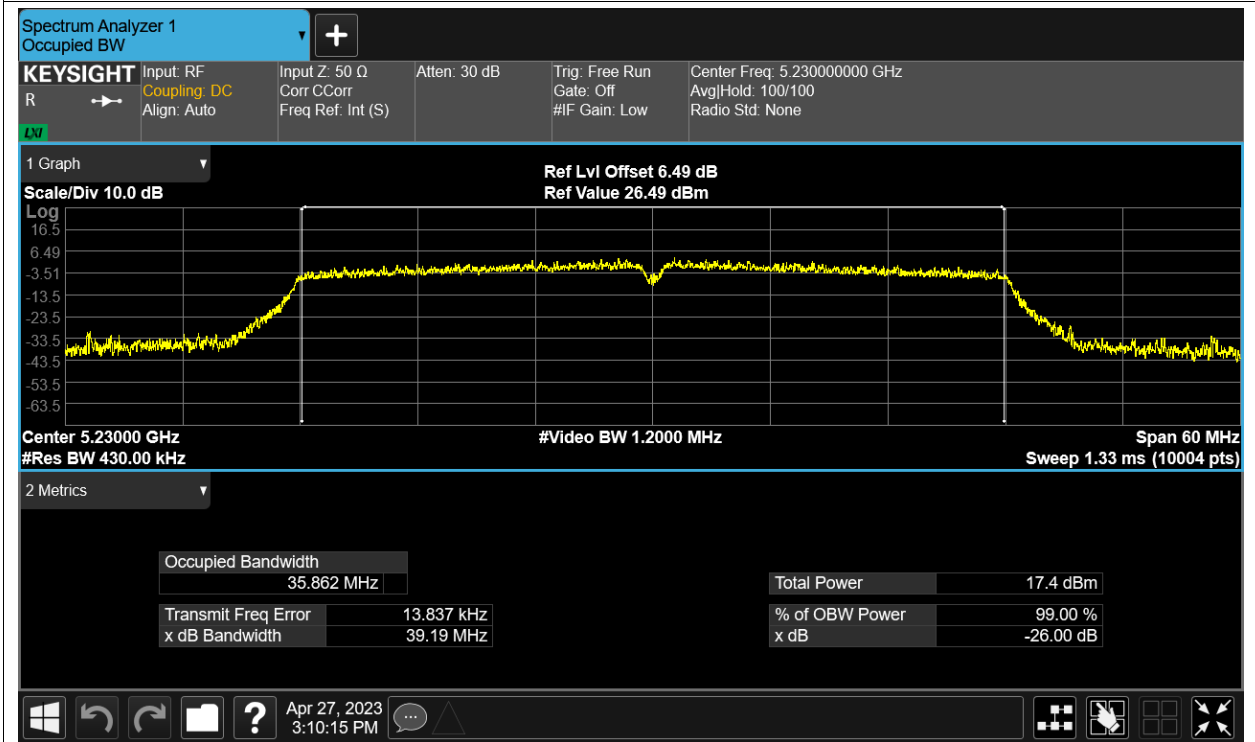 Spectrum Analyzer 1
Occupied BW
KEYSIGHT Input: RF Input Z: 50 Ω Atten: 30 dB Trig: Free Run Center Freq: 5.230000000 GHz
R Coupling: DC Corr CCorr Gate: Off Avg|Hold: 100/100
Align: Auto Freq Ref: Int (S) #IF Gain: Low Radio Std: None
LXI
1 Graph
Ref Lvl Offset 6.49 dB
Scale/Div 10.0 dB Ref Value 26.49 dBm
Log
16.5
6.49
-3.51
-13.5
-23.5
-33.5
-43.5
-53.5
-63.5
Center 5.23000 GHz #Video BW 1.2000 MHz Span 60 MHz
#Res BW 430.00 kHz Sweep 1.33 ms (10004 pts)
2 Metrics
Occupied Bandwidth
35.862 MHz Total Power 17.4 dBm
Transmit Freq Error 13.837 kHz % of OBW Power 99.00 %
x dB Bandwidth 39.19 MHz x dB -26.00 dB
? Apr 27, 2023
3:10:15 PM